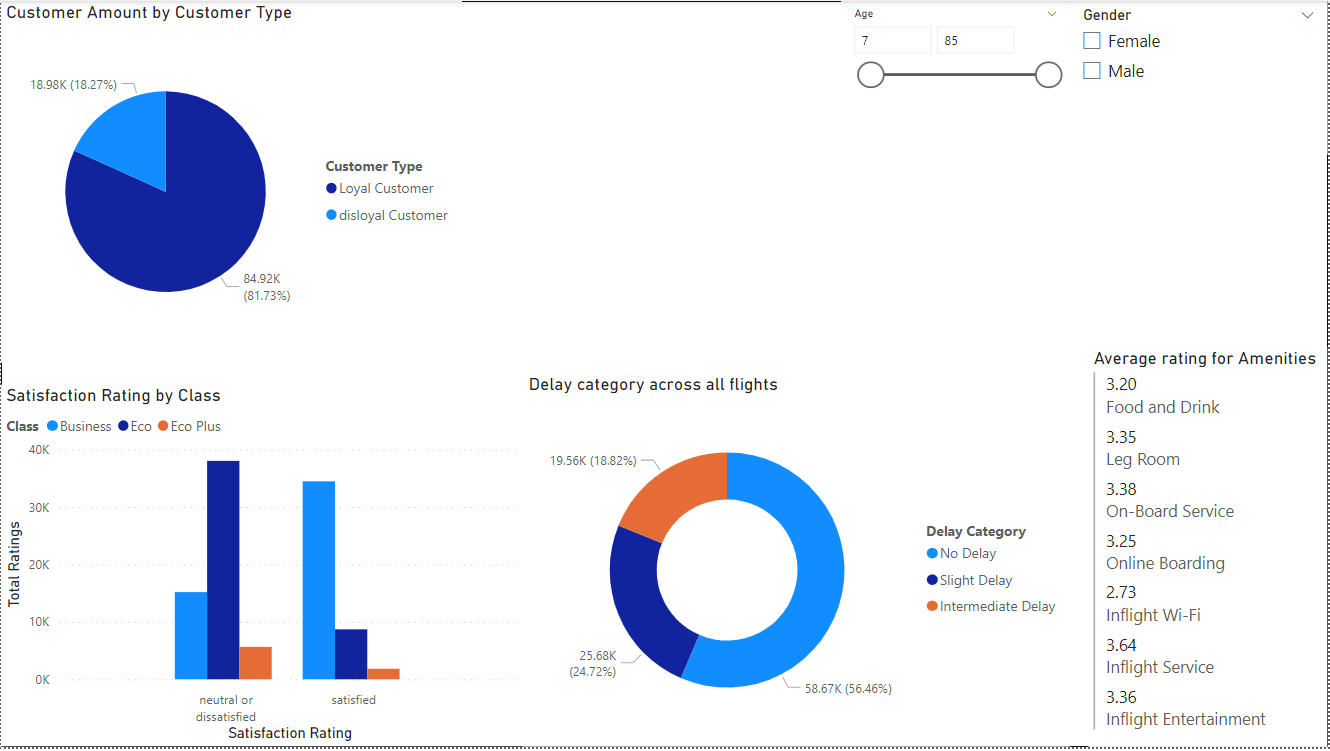 Customer Amount by Customer Type
18.98K (18.27%)
84.92K
(81.73%)
Customer Type
Loyal Customer
disloyal Customer
Age
7
85
Gender
Female
Male
Satisfaction Rating by Class
Class Business Eco Eco Plus
40K
30K
20K
10K
0K
Total Ratings
neutral or
dissatisfied
satisfied
Satisfaction Rating
Delay category across all flights
19.56K (18.82%)
25.68K
(24.72%)
58.67K (56.46%)
Delay Category
No Delay
Slight Delay
Intermediate Delay
Average rating for Amenities
3.20
Food and Drink
3.35
Leg Room
3.38
On-Board Service
3.25
Online Boarding
2.73
Inflight Wi-Fi
3.64
Inflight Service
3.36
Inflight Entertainment